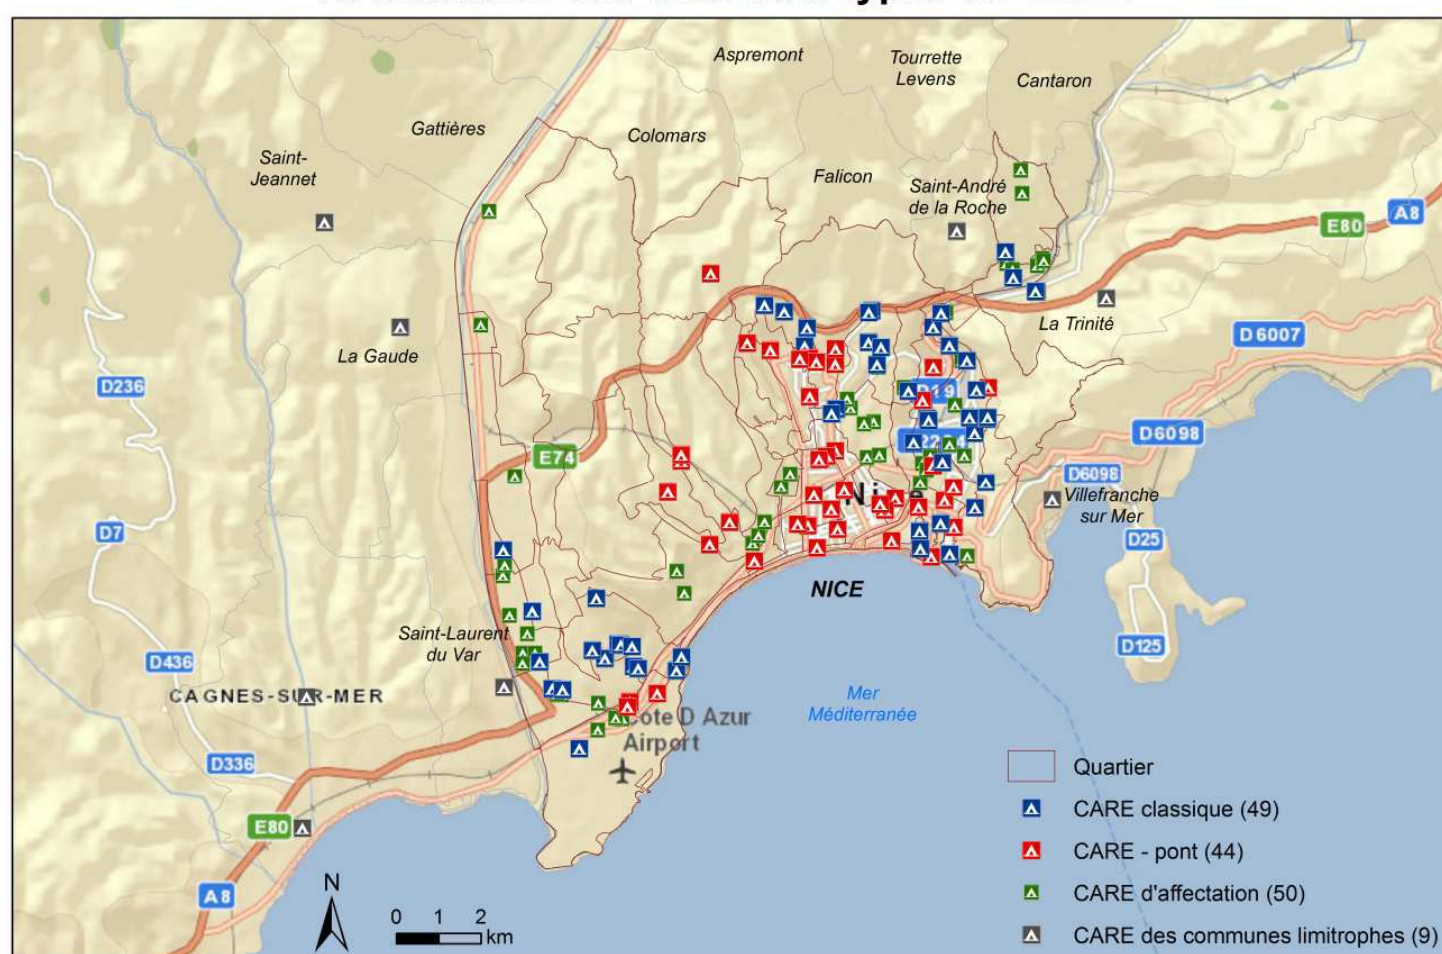 Aspremont
Tourrette
Levens
Cantaron
Gattières
Colomars
Saint-
Jeannet
Falicon
Saint-André
de la Roche
A8
E80
La Gaude
La Trinité
D6007
D236
D19
D6098
E74
D6098
Nice
Villefranche
sur Mer
D7
D25
NICE
Saint-Laurent
du Var
D125
D436
CAGNES-SUR-MER
Mer
Méditerranée
Cote D Azur
Airport
D336
E80
A8
N
0 1 2
km
Quartier
CARE classique (49)
CARE - pont (44)
CARE d'affectation (50)
CARE des communes limitrophes (9)